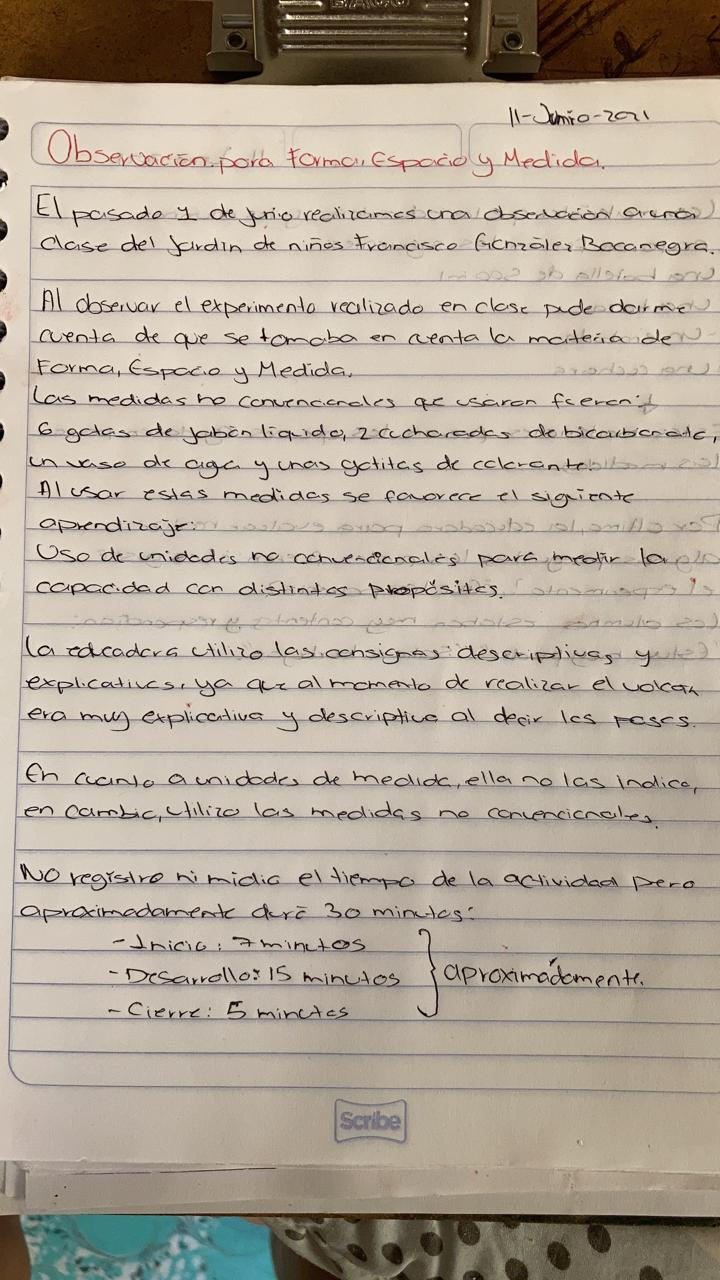 BACO
11-Junio-2021
Observación para Forma, Espacio y Medida.
El pasado 1 de junio realizamos una observación a una
clase del jardín de niños Francisco González Bocanegra.
Al observar el experimento realizado en clase pude darme
cuenta de que se tomaba en cuenta la materia de
Forma, Espacio y Medida.
Las medidas no convencionales que usaron fueron:
6 gotas de jabón líquido, 2 cucharadas de bicarbonato,
un vaso de agua y unas gotitas de colorante.
Al usar estas medidas se favorece el siguiente
aprendizaje:
Uso de unidades no convencionales para medir la
capacidad con distintos propósitos.
La educadora utilizo las consignas descriptivas y
explicativas, ya que al momento de realizar el volcán
era muy explicativa y descriptiva al decir los pasos.
En cuanto a unidades de medida, ella no las indico,
en cambio, utilizo las medidas no convencionales.
No registro ni midio el tiempo de la actividad pero
aproximadamente duró 30 minutos:
-Inicio: 7 minutos
-Desarrollo: 15 minutos
aproximadamente.
-Cierre: 5 minutos
Scribe